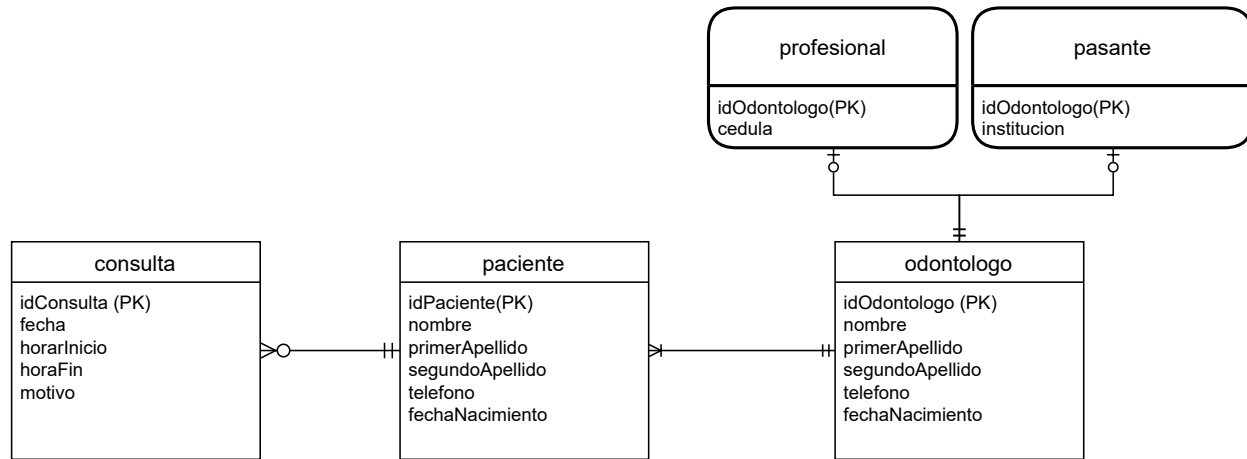 profesional
idOdontologo(PK)
cedula
pasante
idOdontologo(PK)
institucion
consulta
idConsulta (PK)
fecha
horarInicio
horaFin
motivo
paciente
idPaciente(PK)
nombre
primerApellido
segundoApellido
telefono
fechaNacimiento
odontologo
idOdontologo (PK)
nombre
primerApellido
segundoApellido
telefono
fechaNacimiento